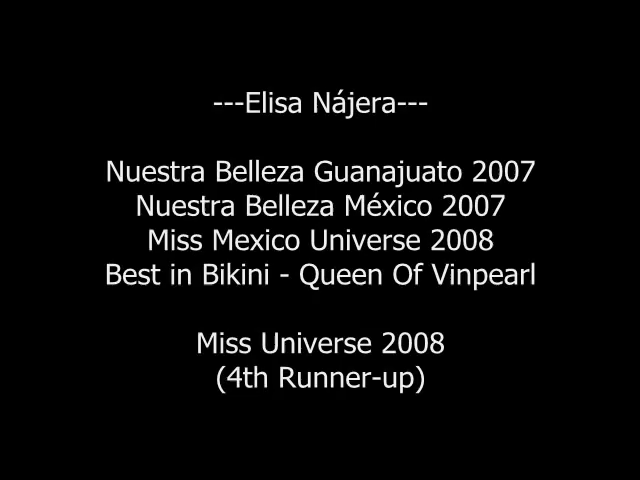 ---Elisa Nájera---
Nuestra Belleza Guanajuato 2007
Nuestra Belleza México 2007
Miss Mexico Universe 2008
Best in Bikini - Queen Of Vinpearl
Miss Universe 2008
(4th Runner-up)